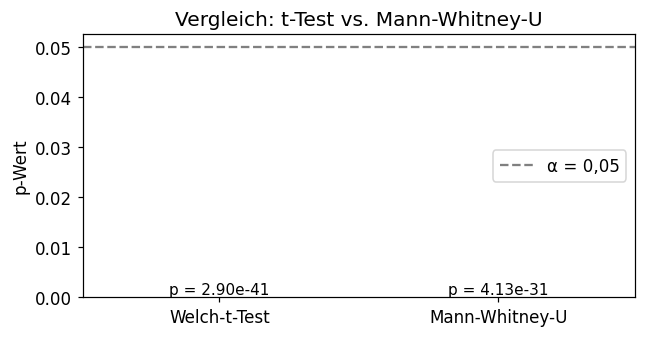 Vergleich: t-Test vs. Mann-Whitney-U
0.05
0.04
0.03
0.02
0.01
0.00
p-Wert
α = 0,05
p = 2.90e-41
p = 4.13e-31
Welch-t-Test
Mann-Whitney-U